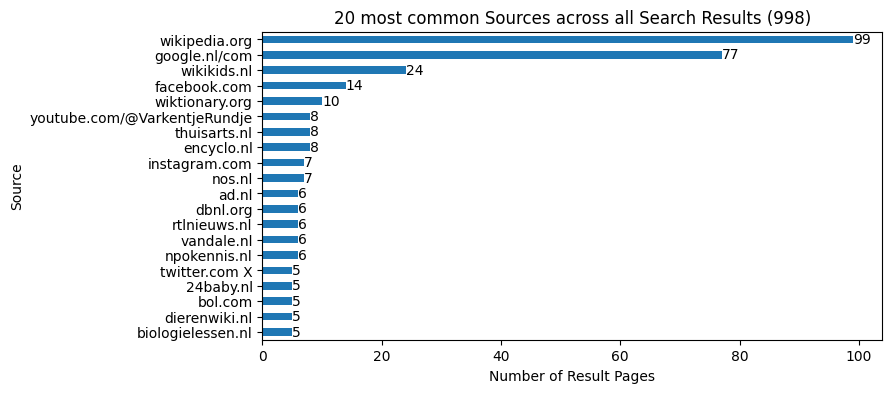 20 most common Sources across all Search Results (998)
Source
wikipedia.org 99
google.nl/com 77
wikikids.nl 24
facebook.com 14
wiktionary.org 10
youtube.com/@VarkentjeRundje 8
thuisarts.nl 8
encyclo.nl 8
instagram.com 7
nos.nl 7
ad.nl 6
dbnl.org 6
rtlnieuws.nl 6
vandale.nl 6
npokennis.nl 6
twitter.com X 5
24baby.nl 5
bol.com 5
dierenwiki.nl 5
biologielessen.nl 5
0 20 40 60 80 100
Number of Result Pages